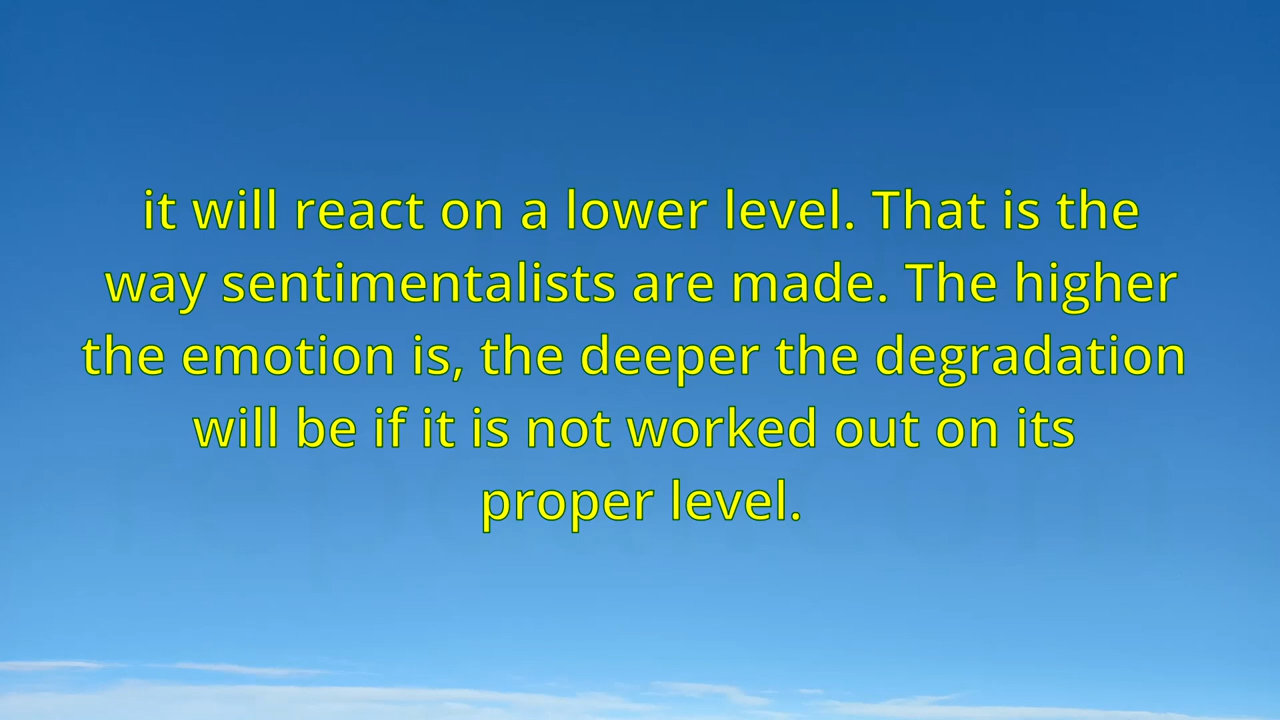 it will react on a lower level. That is the
way sentimentalists are made. The higher
the emotion is, the deeper the degradation
will be if it is not worked out on its
proper level.